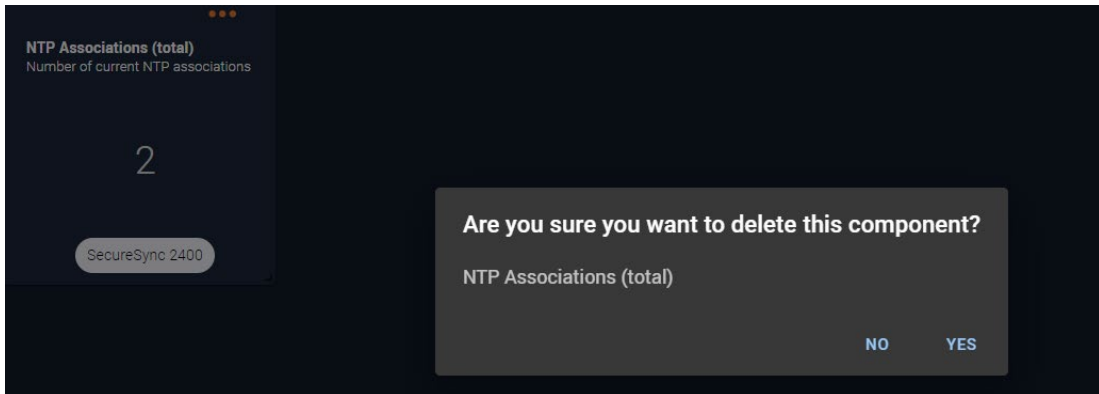 NTP Associations (total)
Number of current NTP associations
2
SecureSync 2400
Are you sure you want to delete this component?
NTP Associations (total)
NO YES